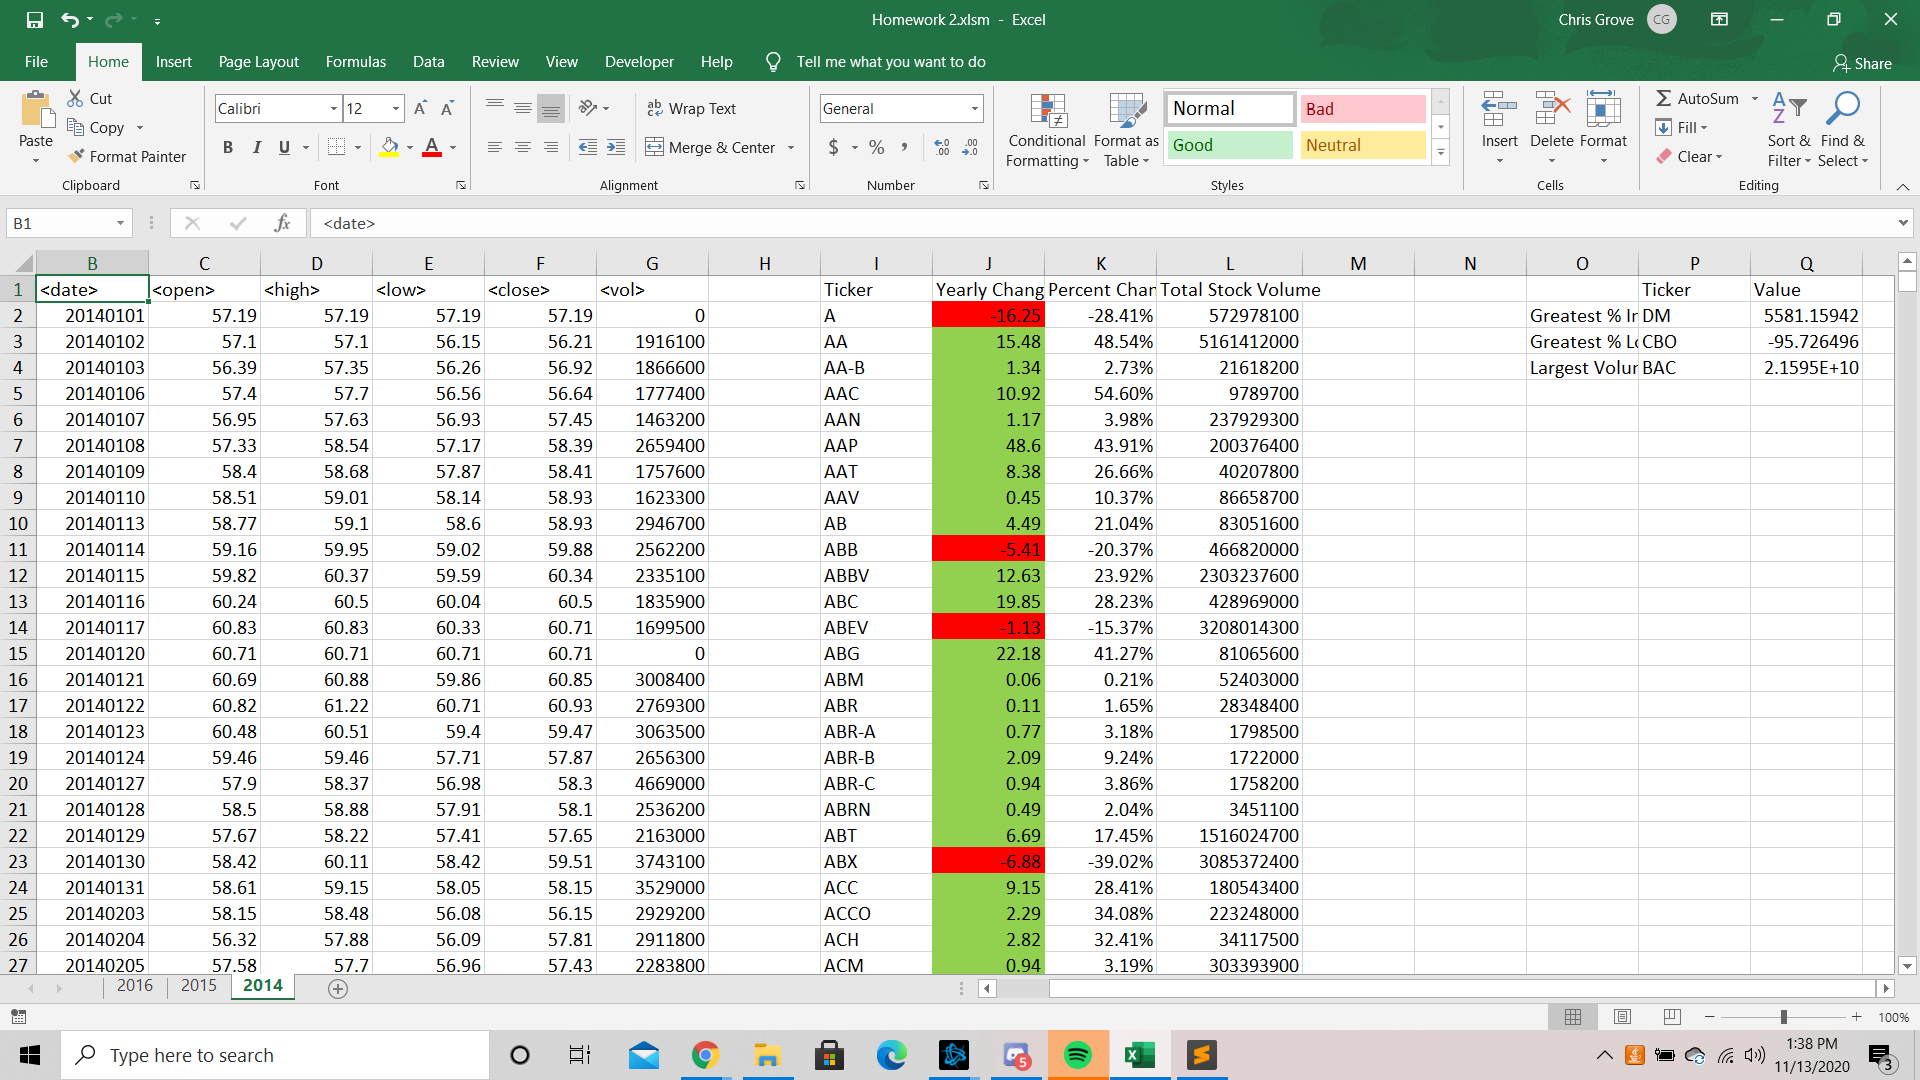 Homework 2.xlsm - Excel
Chris Grove CG
File Home Insert Page Layout Formulas Data Review View Developer Help Tell me what you want to do Share
Paste Cut Copy Format Painter Clipboard
Calibri 12 B I U A Font
Wrap Text Merge & Center Alignment
General $ % , Number
Conditional Formatting Format as Table Normal Bad Good Neutral Styles
Insert Delete Format Cells
AutoSum Fill Clear Sort & Filter Find & Select Editing
B1 fx <date>
B C D E F G H I J K L M N O P Q
1 <date> <open> <high> <low> <close> <vol> Ticker Yearly Chang Percent Char Total Stock Volume Ticker Value
2 20140101 57.19 57.19 57.19 57.19 0 A -16.25 -28.41% 572978100 Greatest % Ir DM 5581.15942
3 20140102 57.1 57.1 56.15 56.21 1916100 AA 15.48 48.54% 5161412000 Greatest % Lo CBO -95.726496
4 20140103 56.39 57.35 56.26 56.92 1866600 AA-B 1.34 2.73% 21618200 Largest Volur BAC 2.1595E+10
5 20140106 57.4 57.7 56.56 56.64 1777400 AAC 10.92 54.60% 9789700
6 20140107 56.95 57.63 56.93 57.45 1463200 AAN 1.17 3.98% 237929300
7 20140108 57.33 58.54 57.17 58.39 2659400 AAP 48.6 43.91% 200376400
8 20140109 58.4 58.68 57.87 58.41 1757600 AAT 8.38 26.66% 40207800
9 20140110 58.51 59.01 58.14 58.93 1623300 AAV 0.45 10.37% 86658700
10 20140113 58.77 59.1 58.6 58.93 2946700 AB 4.49 21.04% 83051600
11 20140114 59.16 59.95 59.02 59.88 2562200 ABB -5.41 -20.37% 466820000
12 20140115 59.82 60.37 59.59 60.34 2335100 ABBV 12.63 23.92% 2303237600
13 20140116 60.24 60.5 60.04 60.5 1835900 ABC 19.85 28.23% 428969000
14 20140117 60.83 60.83 60.33 60.71 1699500 ABEV -1.13 -15.37% 3208014300
15 20140120 60.71 60.71 60.71 60.71 0 ABG 22.18 41.27% 81065600
16 20140121 60.69 60.88 59.86 60.85 3008400 ABM 0.06 0.21% 52403000
17 20140122 60.82 61.22 60.71 60.93 2769300 ABR 0.11 1.65% 28348400
18 20140123 60.48 60.51 59.4 59.47 3063500 ABR-A 0.77 3.18% 1798500
19 20140124 59.46 59.46 57.71 57.87 2656300 ABR-B 2.09 9.24% 1722000
20 20140127 57.9 58.37 56.98 58.3 4669000 ABR-C 0.94 3.86% 1758200
21 20140128 58.5 58.88 57.91 58.1 2536200 ABRN 0.49 2.04% 3451100
22 20140129 57.67 58.22 57.41 57.65 2163000 ABT 6.69 17.45% 1516024700
23 20140130 58.42 60.11 58.42 59.51 3743100 ABX -6.88 -39.02% 3085372400
24 20140131 58.61 59.15 58.05 58.15 3529000 ACC 9.15 28.41% 180543400
25 20140203 58.15 58.48 56.08 56.15 2929200 ACCO 2.29 34.08% 223248000
26 20140204 56.32 57.88 56.09 57.81 2911800 ACH 2.82 32.41% 34117500
27 20140205 57.58 57.7 56.96 57.43 2283800 ACM 0.94 3.19% 303393900
2016 2015 2014
100%
Type here to search
5
1:38 PM
11/13/2020
3